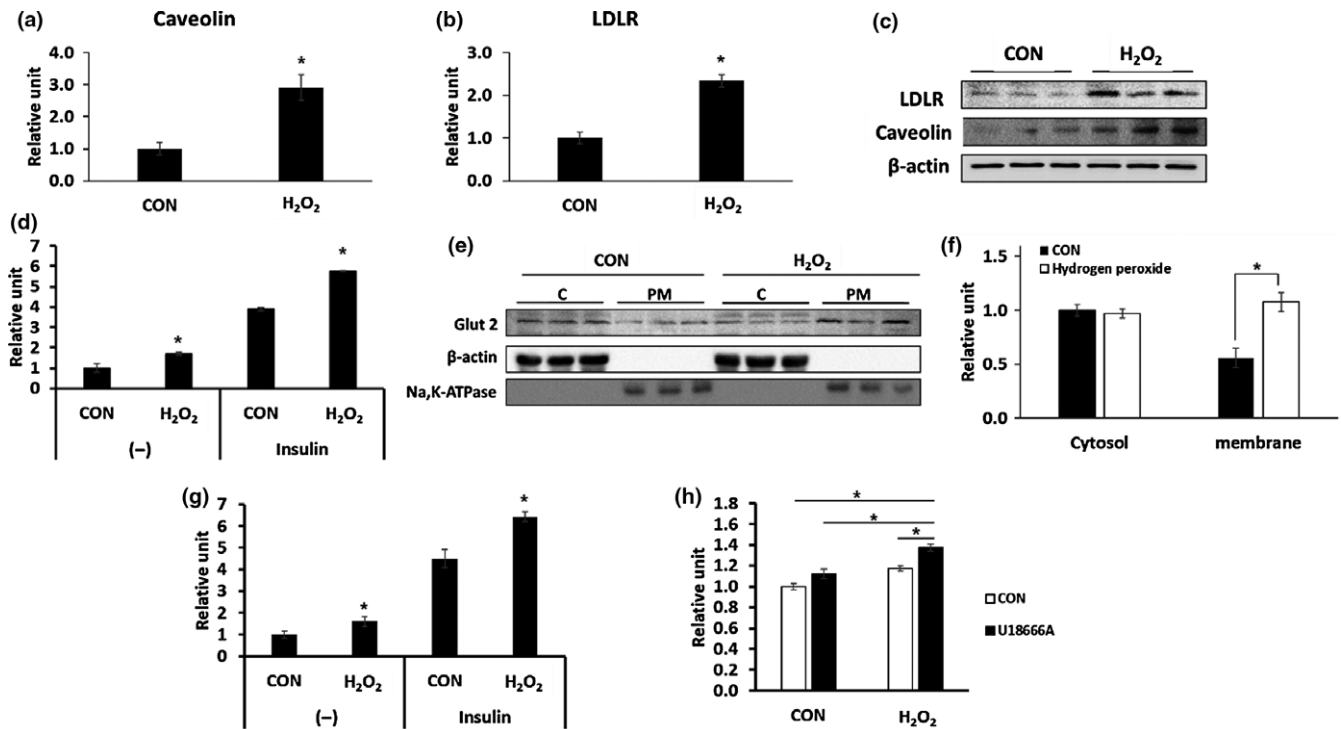 (a)
Caveolin
Relative unit
4.0
3.0
2.0
1.0
0.0
*
CON
H₂O₂
(b)
LDLR
Relative unit
3.0
2.0
1.0
0.0
*
CON
H₂O₂
(c)
CON H₂O₂
LDLR
Caveolin
β-actin
(d)
Relative unit
7
6
5
4
3
2
1
0
*
*
CON H₂O₂ CON H₂O₂
(–) Insulin
(e)
CON H₂O₂
C PM C PM
Glut 2
β-actin
Na,K-ATPase
(f)
CON
Hydrogen peroxide
Relative unit
1.5
1.0
0.5
0.0
*
Cytosol membrane
(g)
Relative unit
7
6
5
4
3
2
1
0
*
*
CON H₂O₂ CON H₂O₂
(–) Insulin
(h)
Relative unit
1.8
1.6
1.4
1.2
1.0
0.8
0.6
0.4
0.2
0.0
*
*
*
CON H₂O₂
CON
U18666A